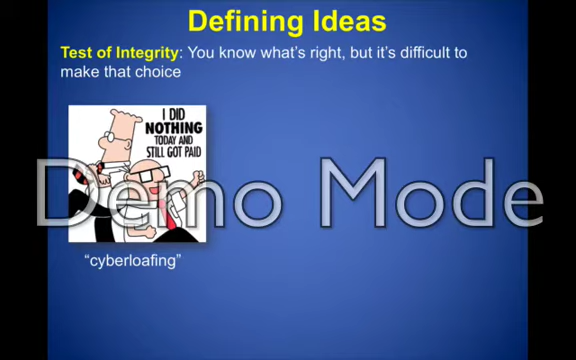 Defining Ideas
Test of Integrity: You know what's right, but it's difficult to
make that choice
I DID
NOTHING
TODAY AND
STILL GOT PAID
Demo Mode
"cyberloafing"